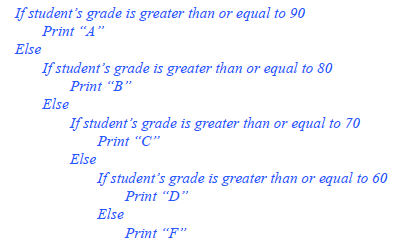 If student’s grade is greater than or equal to 90
Print “A”
Else
If student’s grade is greater than or equal to 80
Print “B”
Else
If student’s grade is greater than or equal to 70
Print “C”
Else
If student’s grade is greater than or equal to 60
Print “D”
Else
Print “F”